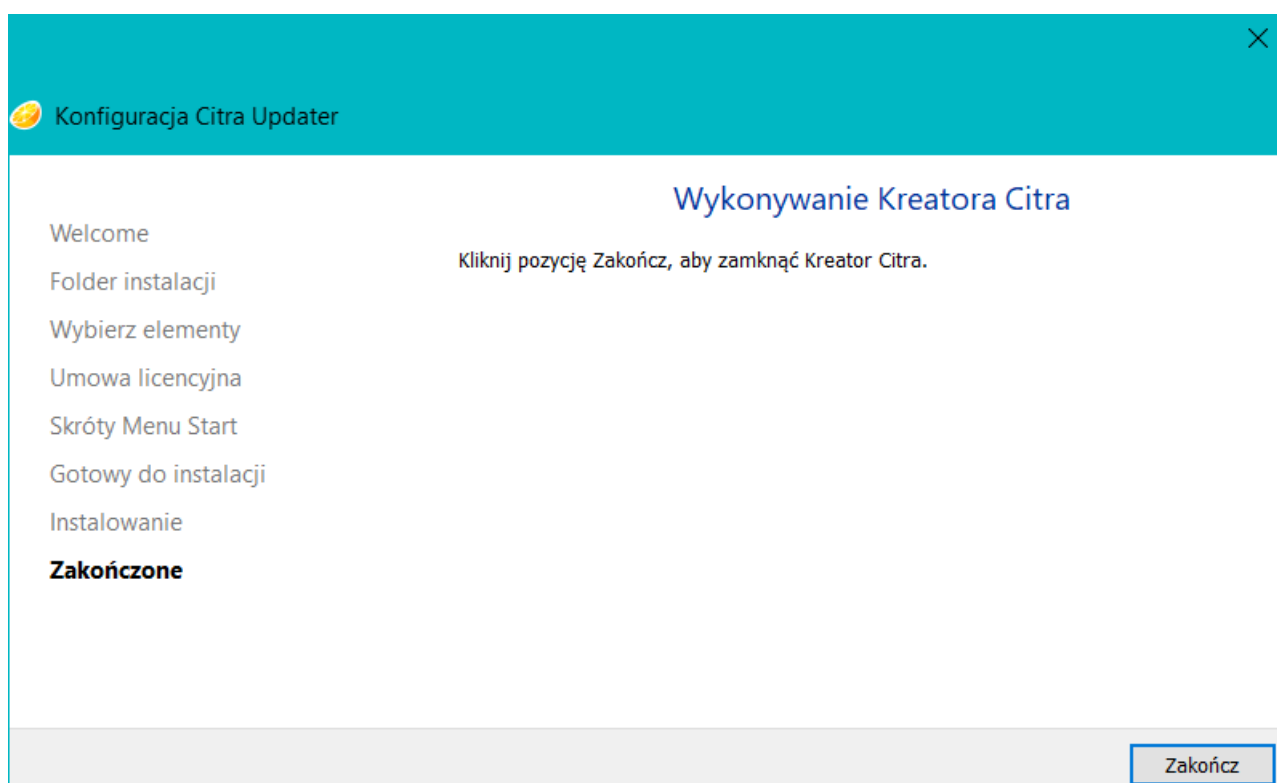 Konfiguracja Citra Updater
Wykonywanie Kreatora Citra
Kliknij pozycję Zakończ, aby zamknąć Kreator Citra.
Welcome
Folder instalacji
Wybierz elementy
Umowa licencyjna
Skróty Menu Start
Gotowy do instalacji
Instalowanie
Zakończone
Zakończ